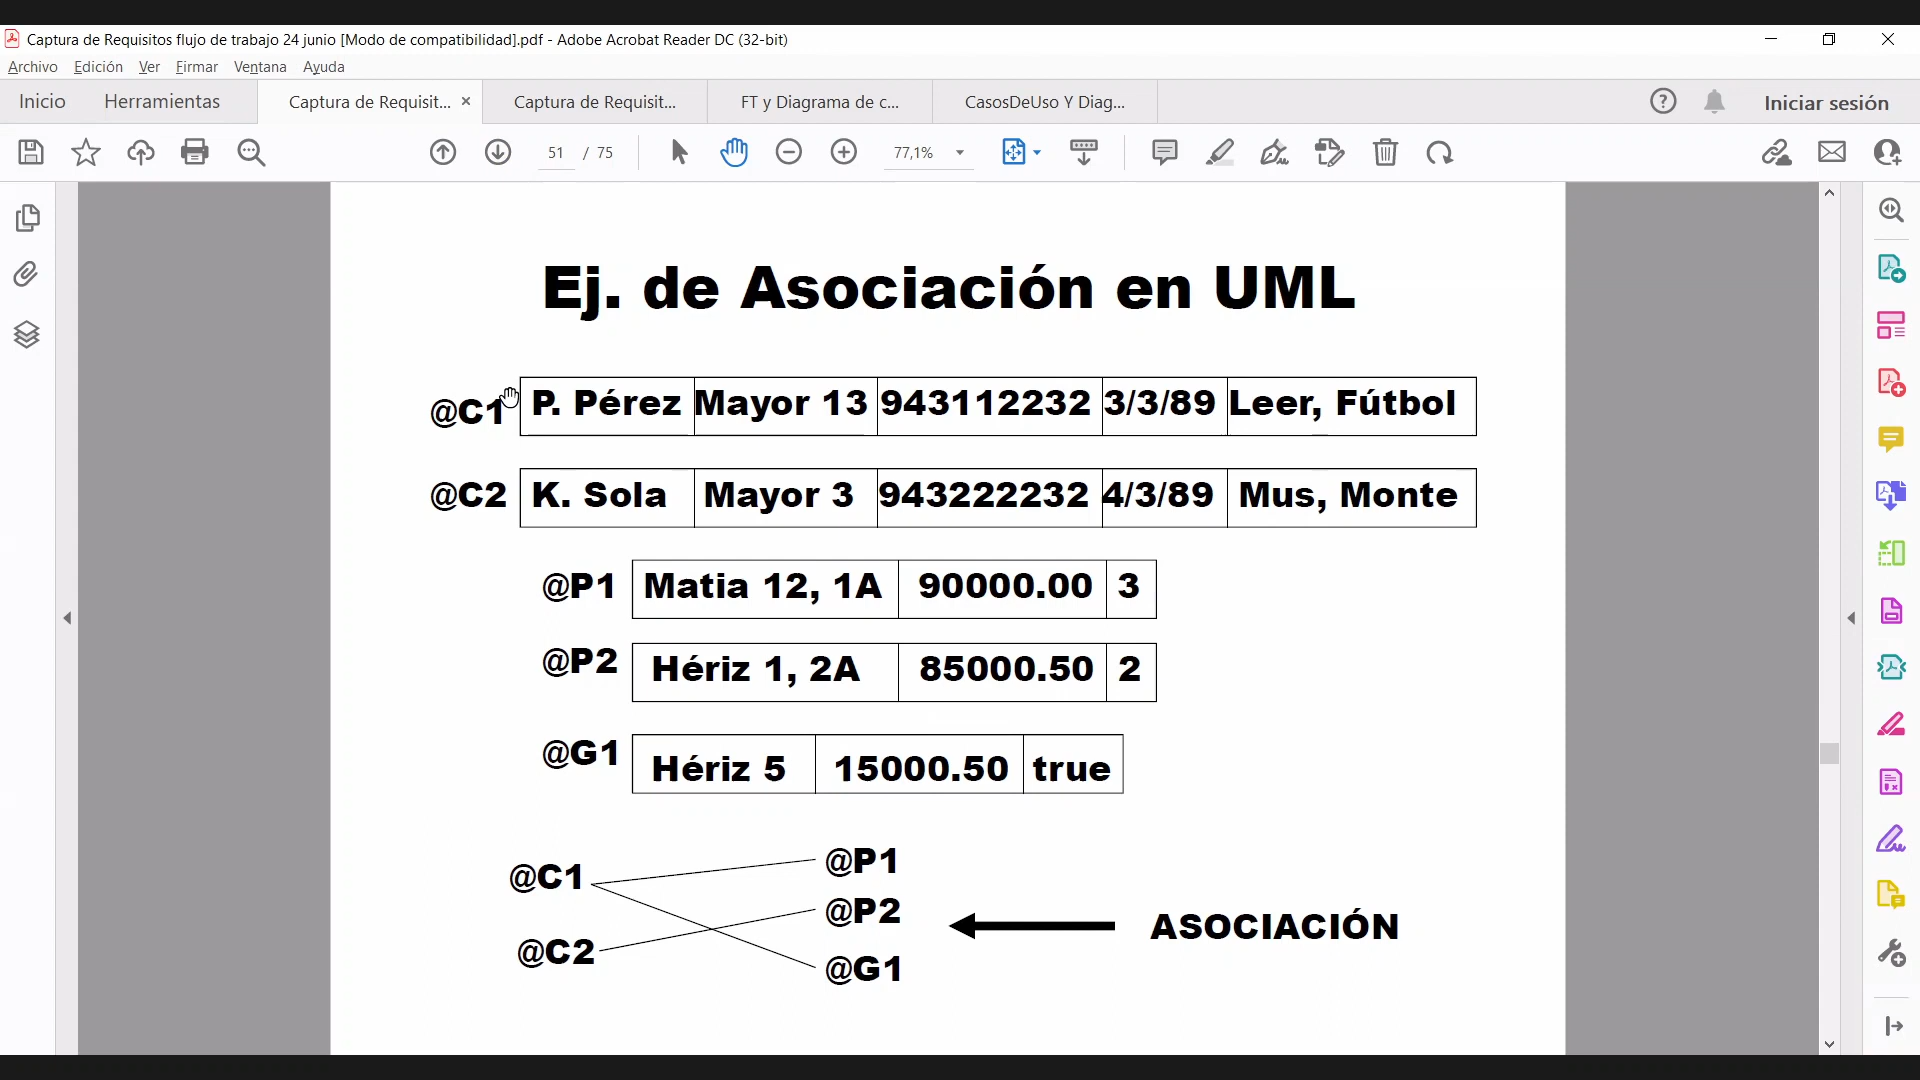 Captura de Requisitos flujo de trabajo 24 junio [Modo de compatibilidad].pdf - Adobe Acrobat Reader DC (32-bit)
Archivo Edición Ver Firmar Ventana Ayuda
Inicio Herramientas Captura de Requisit... × Captura de Requisit... FT y Diagrama de c... CasosDeUso Y Diag... Iniciar sesión
51 / 75 77,1%
Ej. de Asociación en UML
@C1 P. Pérez Mayor 13 943112232 3/3/89 Leer, Fútbol
@C2 K. Sola Mayor 3 943222232 4/3/89 Mus, Monte
@P1 Matia 12, 1A 90000.00 3
@P2 Hériz 1, 2A 85000.50 2
@G1 Hériz 5 15000.50 true
@C1 @P1
@P2
ASOCIACIÓN
@C2 @G1